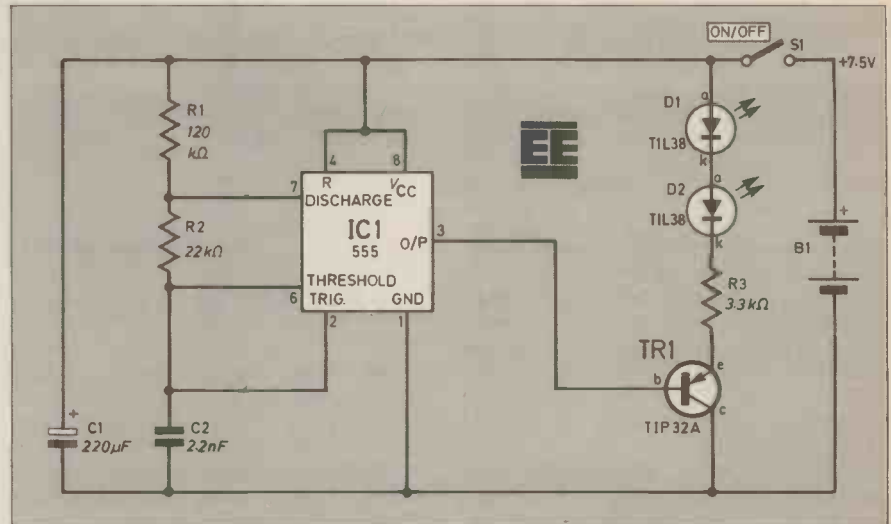 ON/OFF
S1
+7.5V
R1
120
kΩ
D1
a
TIL38
k
4
8
R
VCC
7
DISCHARGE
EE
IC1
555
O/P
3
D2
a
TIL38
k
B1
+
R2
22kΩ
THRESHOLD
6
TRIG.
GND
2
1
R3
3.3kΩ
TR1
e
b
c
TIP32A
+
C1
220µF
C2
2.2nF